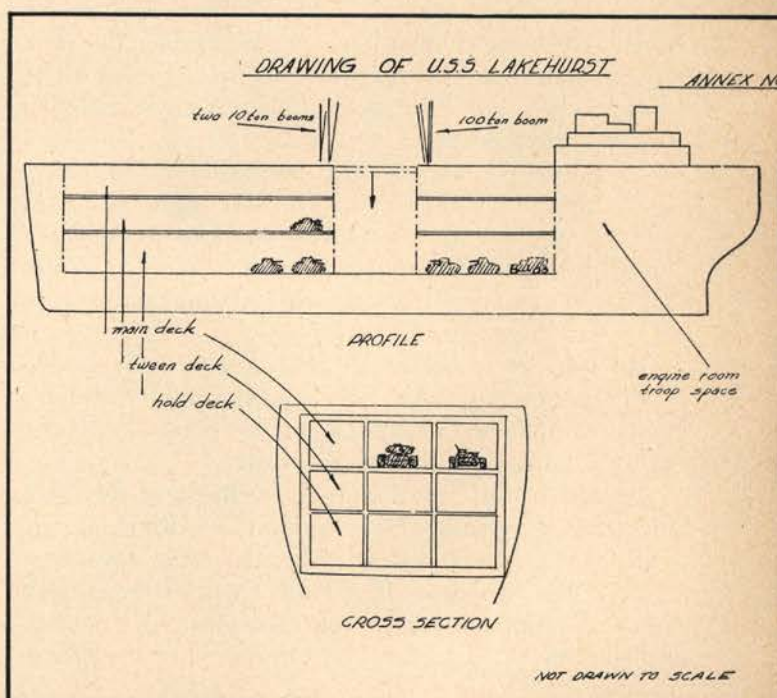 DRAWING OF U.S.S. LAKEHURST
ANNEX
two 10 ton booms
100 ton boom
main deck
tween deck
hold deck
PROFILE
engine room
troop space
CROSS SECTION
NOT DRAWN TO SCALE